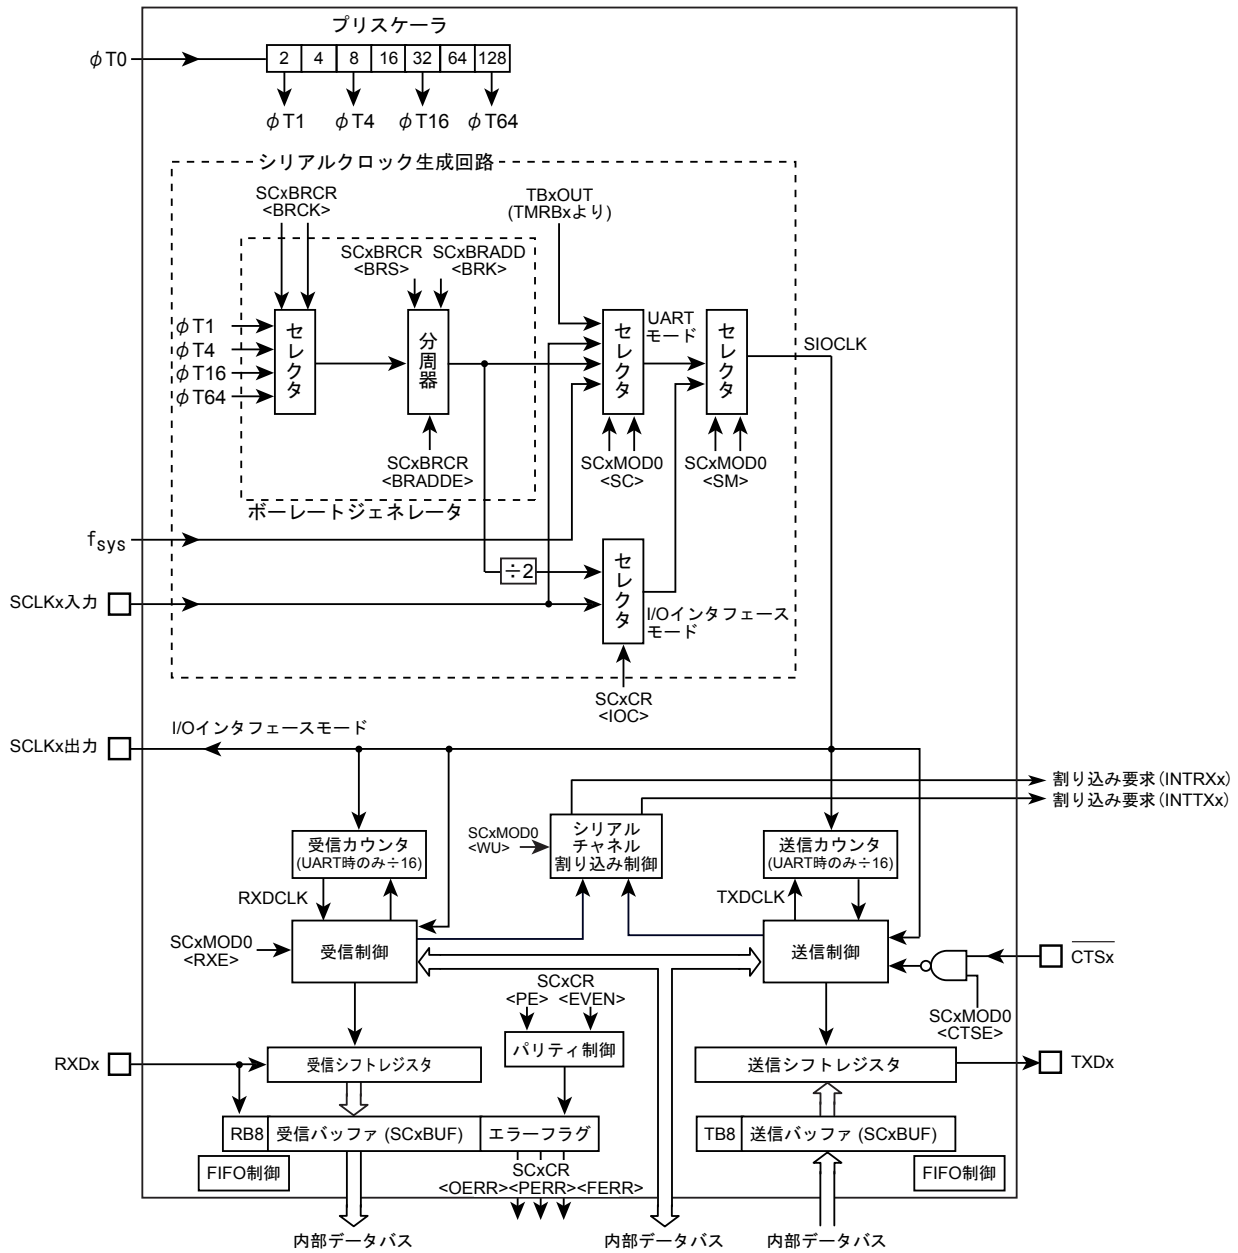 プリスケーラ
φT0
2 4 8 16 32 64 128
φT1 φT4 φT16 φT64
シリアルクロック生成回路
SCxBRCR
<BRCK>
TBxOUT
(TMRBxより)
SCxBRCR
<BRS>
SCxBRADD
<BRK>
φT1
φT4
φT16
φT64
セレクタ
分周器
セレクタ
UART
モード
セレクタ
SIOCLK
SCxBRCR
<BRADDE>
SCxMOD0
<SC>
SCxMOD0
<SM>
ボーレートジェネレータ
fsys
÷2
セレクタ
SCLKx入力
I/Oインタフェース
モード
SCxCR
<IOC>
I/Oインタフェースモード
SCLKx出力
割り込み要求(INTRXx)
割り込み要求(INTTXx)
受信カウンタ
(UART時のみ÷16)
SCxMOD0
<WU>
シリアル
チャネル
割り込み制御
送信カウンタ
(UART時のみ÷16)
RXDCLK
TXDCLK
SCxMOD0
<RXE>
受信制御
送信制御
CTSx
SCxMOD0
<CTSE>
SCxCR
<PE> <EVEN>
パリティ制御
RXDx
受信シフトレジスタ
送信シフトレジスタ
TXDx
RB8 受信バッファ (SCxBUF) エラーフラグ
TB8 送信バッファ (SCxBUF)
FIFO制御
SCxCR
<OERR> <PERR> <FERR>
FIFO制御
内部データバス
内部データバス
内部データバス